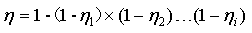 η = 1 - (1 - η₁) × (1 – η₂)…(1 – ηᵢ)